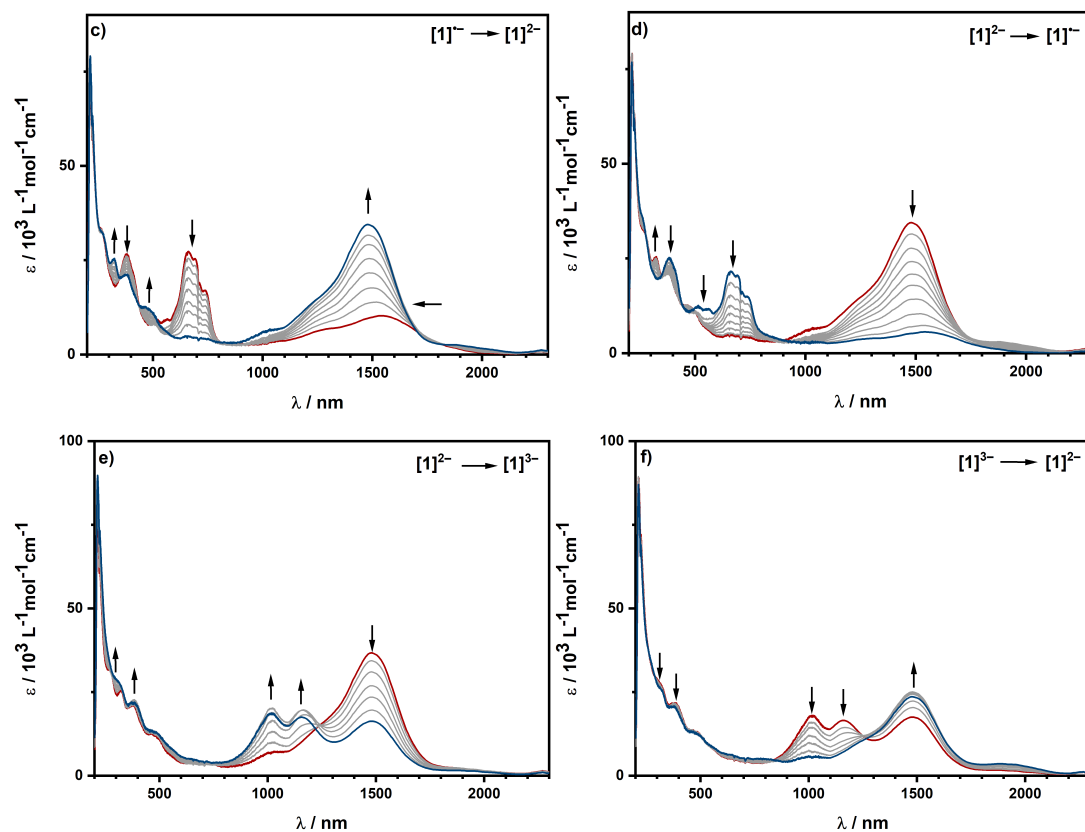 c) [1]•− → [1]2−
50
0
500 1000 1500 2000
λ / nm
ε / 10³ L⁻¹mol⁻¹cm⁻¹
d) [1]2− → [1]•−
50
0
500 1000 1500 2000
λ / nm
ε / 10³ L⁻¹mol⁻¹cm⁻¹
e) [1]2− → [1]3−
100
50
0
500 1000 1500 2000
λ / nm
ε / 10³ L⁻¹mol⁻¹cm⁻¹
f) [1]3− → [1]2−
100
50
0
500 1000 1500 2000
λ / nm
ε / 10³ L⁻¹mol⁻¹cm⁻¹